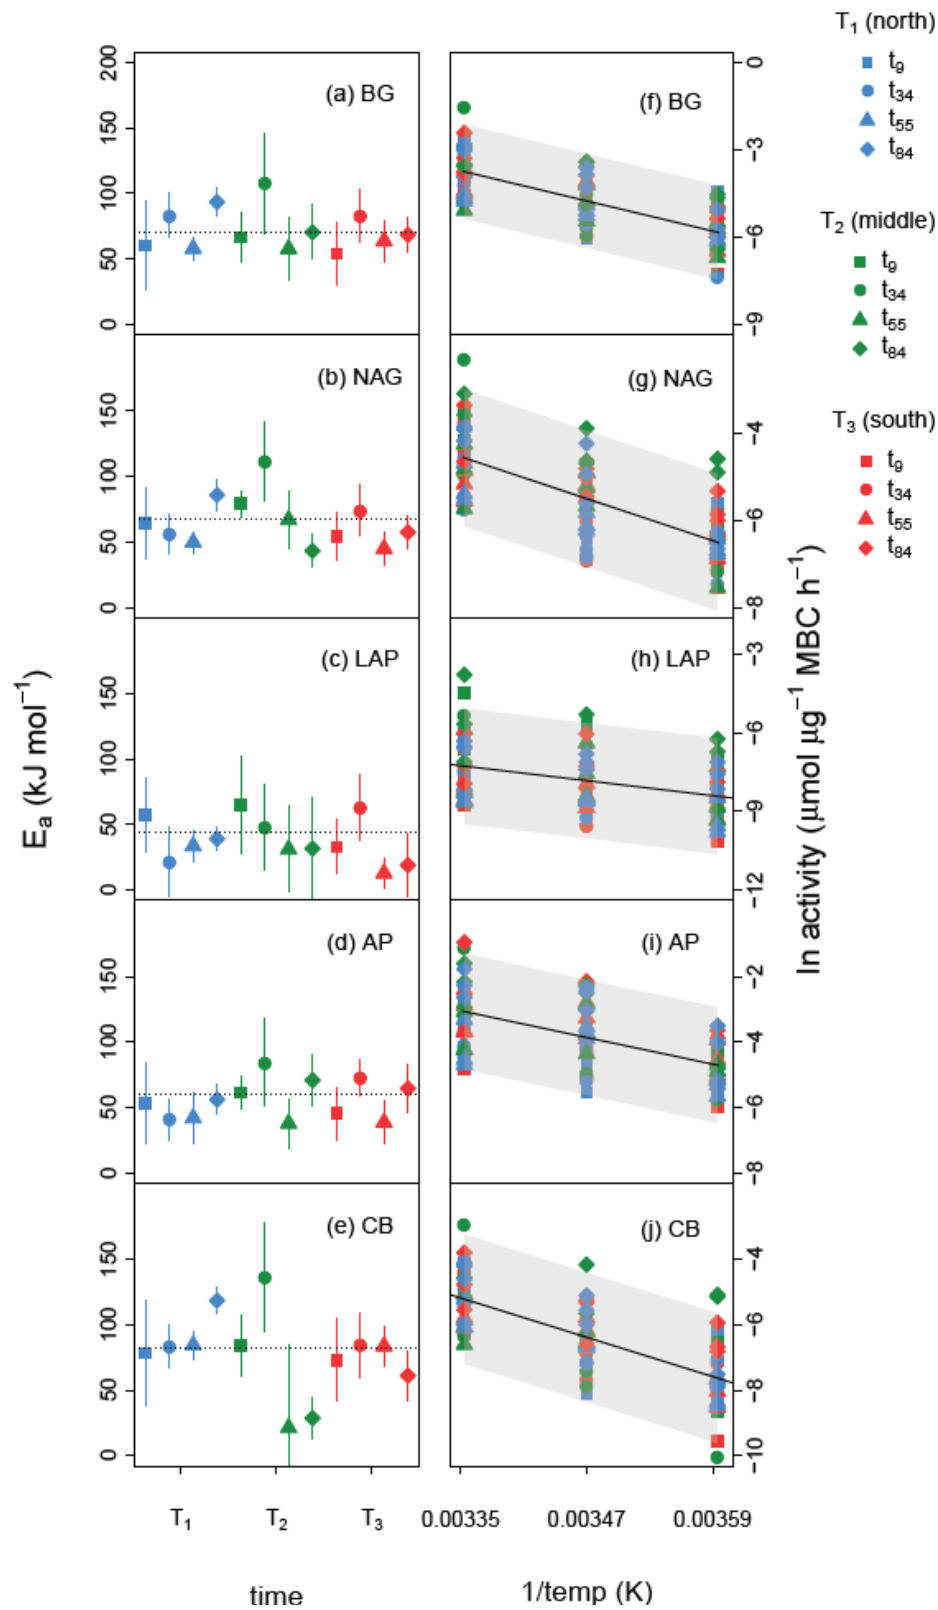 T1 (north)
t9
t34
t55
t84
T2 (middle)
t9
t34
t55
t84
T3 (south)
t9
t34
t55
t84
Ea (kJ mol−1)
ln activity (μmol μg−1 MBC h−1)
(a) BG
200
150
100
50
0
(f) BG
0
−3
−6
−9
(b) NAG
150
100
50
0
(g) NAG
−4
−6
−8
(c) LAP
150
100
50
0
(h) LAP
−3
−6
−9
−12
(d) AP
150
100
50
0
(i) AP
−2
−4
−6
−8
(e) CB
150
100
50
0
(j) CB
−4
−6
−8
−10
T1 T2 T3
0.00335 0.00347 0.00359
time
1/temp (K)